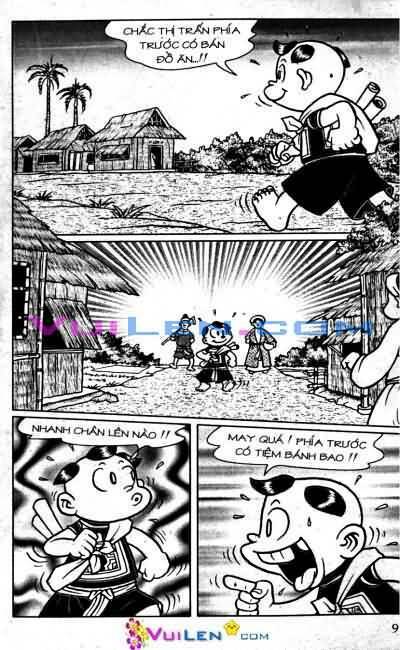 CHẮC THỊ TRẤN PHÍA
TRƯỚC CÓ BÁN
ĐỒ ĂN..!!
VUILEN.COM
!!
NHANH CHÂN LÊN NÀO !!
MAY QUÁ ! PHÍA TRƯỚC
CÓ TIỆM BÁNH BAO !!
9
VUILEN.COM